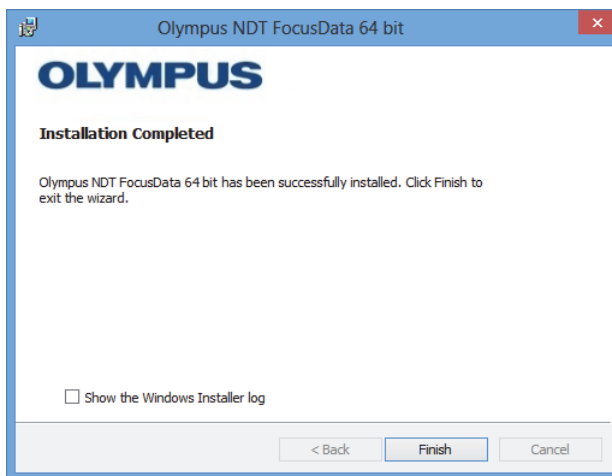 Olympus NDT FocusData 64 bit
OLYMPUS
Installation Completed
Olympus NDT FocusData 64 bit has been successfully installed. Click Finish to
exit the wizard.
Show the Windows Installer log
< Back Finish Cancel